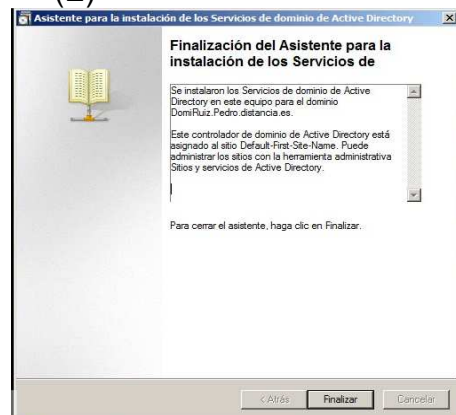 Asistente para la instalación de los Servicios de dominio de Active Directory
Finalización del Asistente para la
instalación de los Servicios de
Se instalaron los Servicios de dominio de Active
Directory en este equipo para el dominio
DomiRuiz.Pedro.distancia.es.
Este controlador de dominio de Active Directory está
asignado al sitio Default-First-Site-Name. Puede
administrar los sitios con la herramienta administrativa
Sitios y servicios de Active Directory.
Para cerrar el asistente, haga clic en Finalizar.
< Atrás
Finalizar
Cancelar